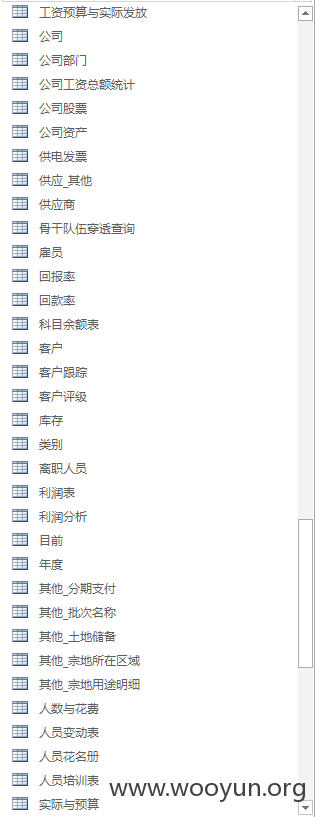 工资预算与实际发放
公司
公司部门
公司工资总额统计
公司股票
公司资产
供电发票
供应_其他
供应商
骨干队伍穿透查询
雇员
回报率
回款率
科目余额表
客户
客户跟踪
客户评级
库存
类别
离职人员
利润表
利润分析
目前
年度
其他_分期支付
其他_批次名称
其他_土地储备
其他_宗地所在区域
其他_宗地用途明细
人数与花费
人员变动表
人员花名册
人员培训表
实际与预算
www.wooyun.org